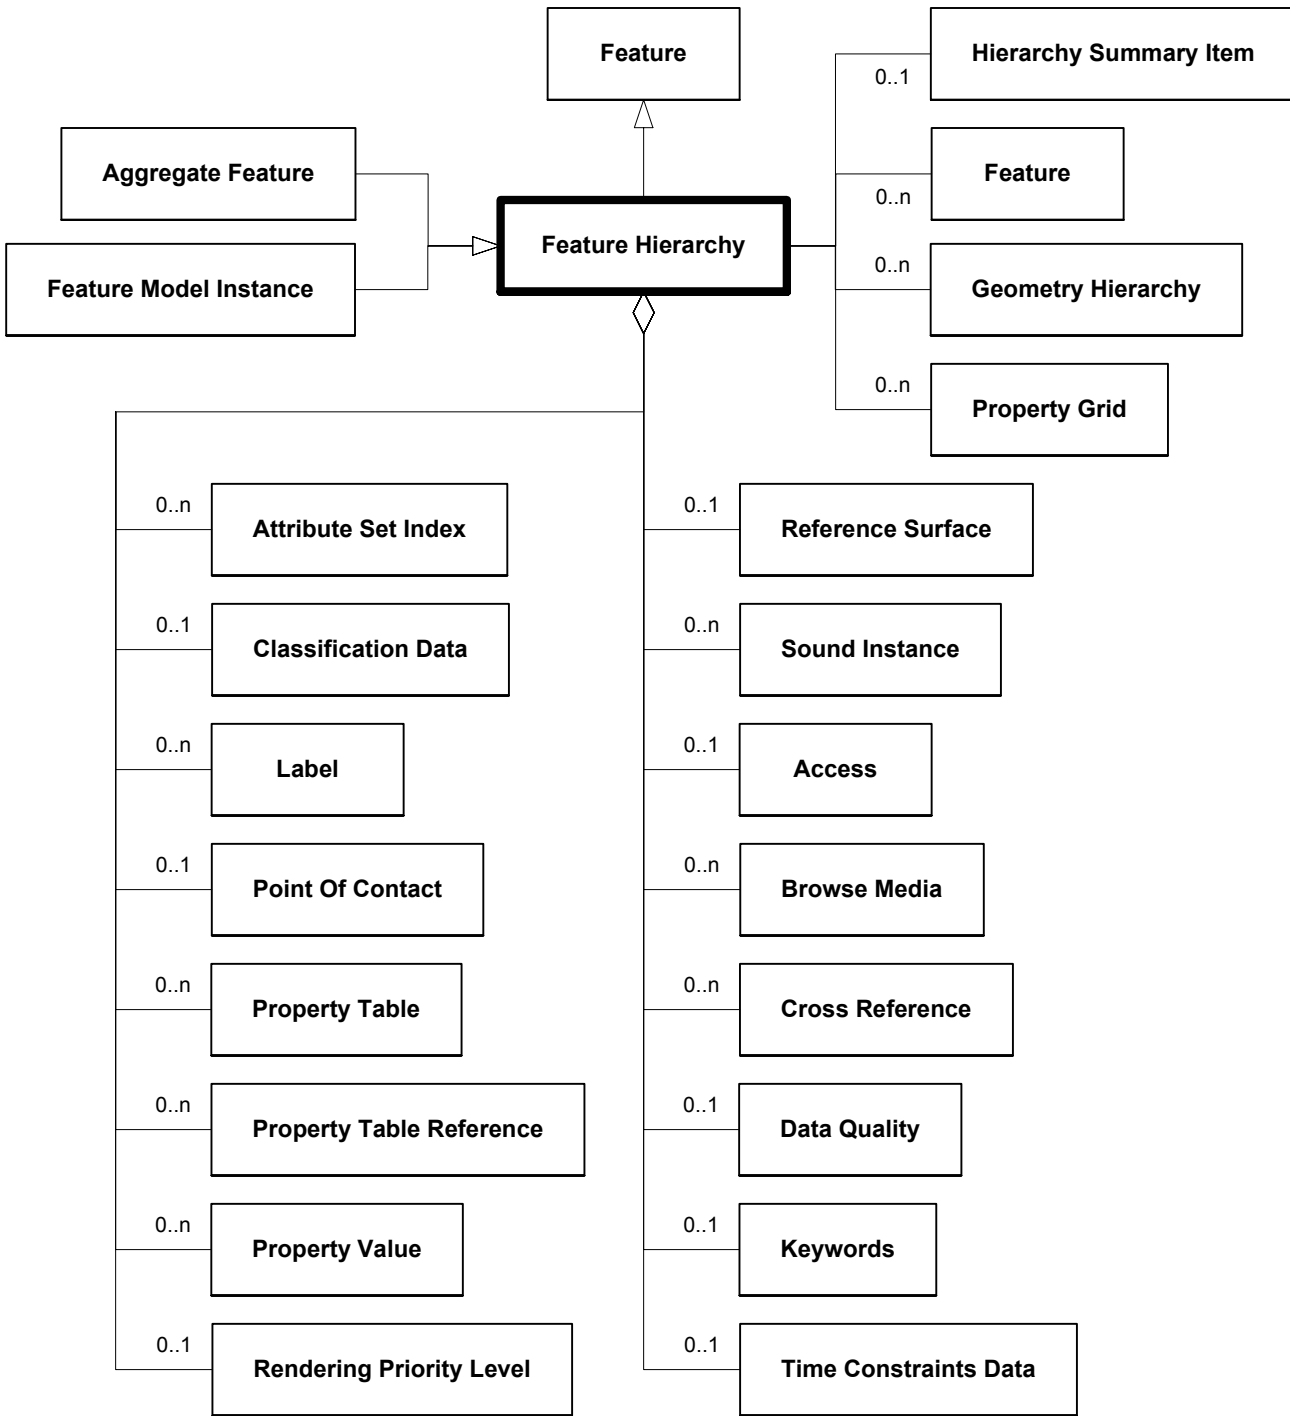 Feature
Hierarchy Summary Item
0..1
Aggregate Feature
Feature
0..n
Feature Hierarchy
Feature Model Instance
0..n
Geometry Hierarchy
0..n
Property Grid
0..n
Attribute Set Index
0..1
Reference Surface
0..1
Classification Data
0..n
Sound Instance
0..n
Label
0..1
Access
0..1
Point Of Contact
0..n
Browse Media
0..n
Property Table
0..n
Cross Reference
0..n
Property Table Reference
0..1
Data Quality
0..n
Property Value
0..1
Keywords
0..1
Rendering Priority Level
0..1
Time Constraints Data